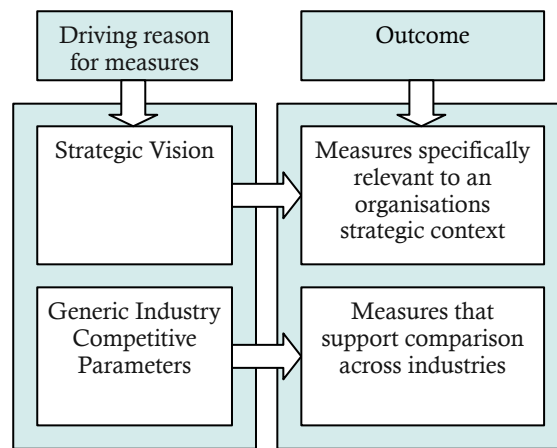 Driving reason
for measures
Outcome
Strategic Vision
Measures specifically
relevant to an
organisations
strategic context
Generic Industry
Competitive
Parameters
Measures that
support comparison
across industries